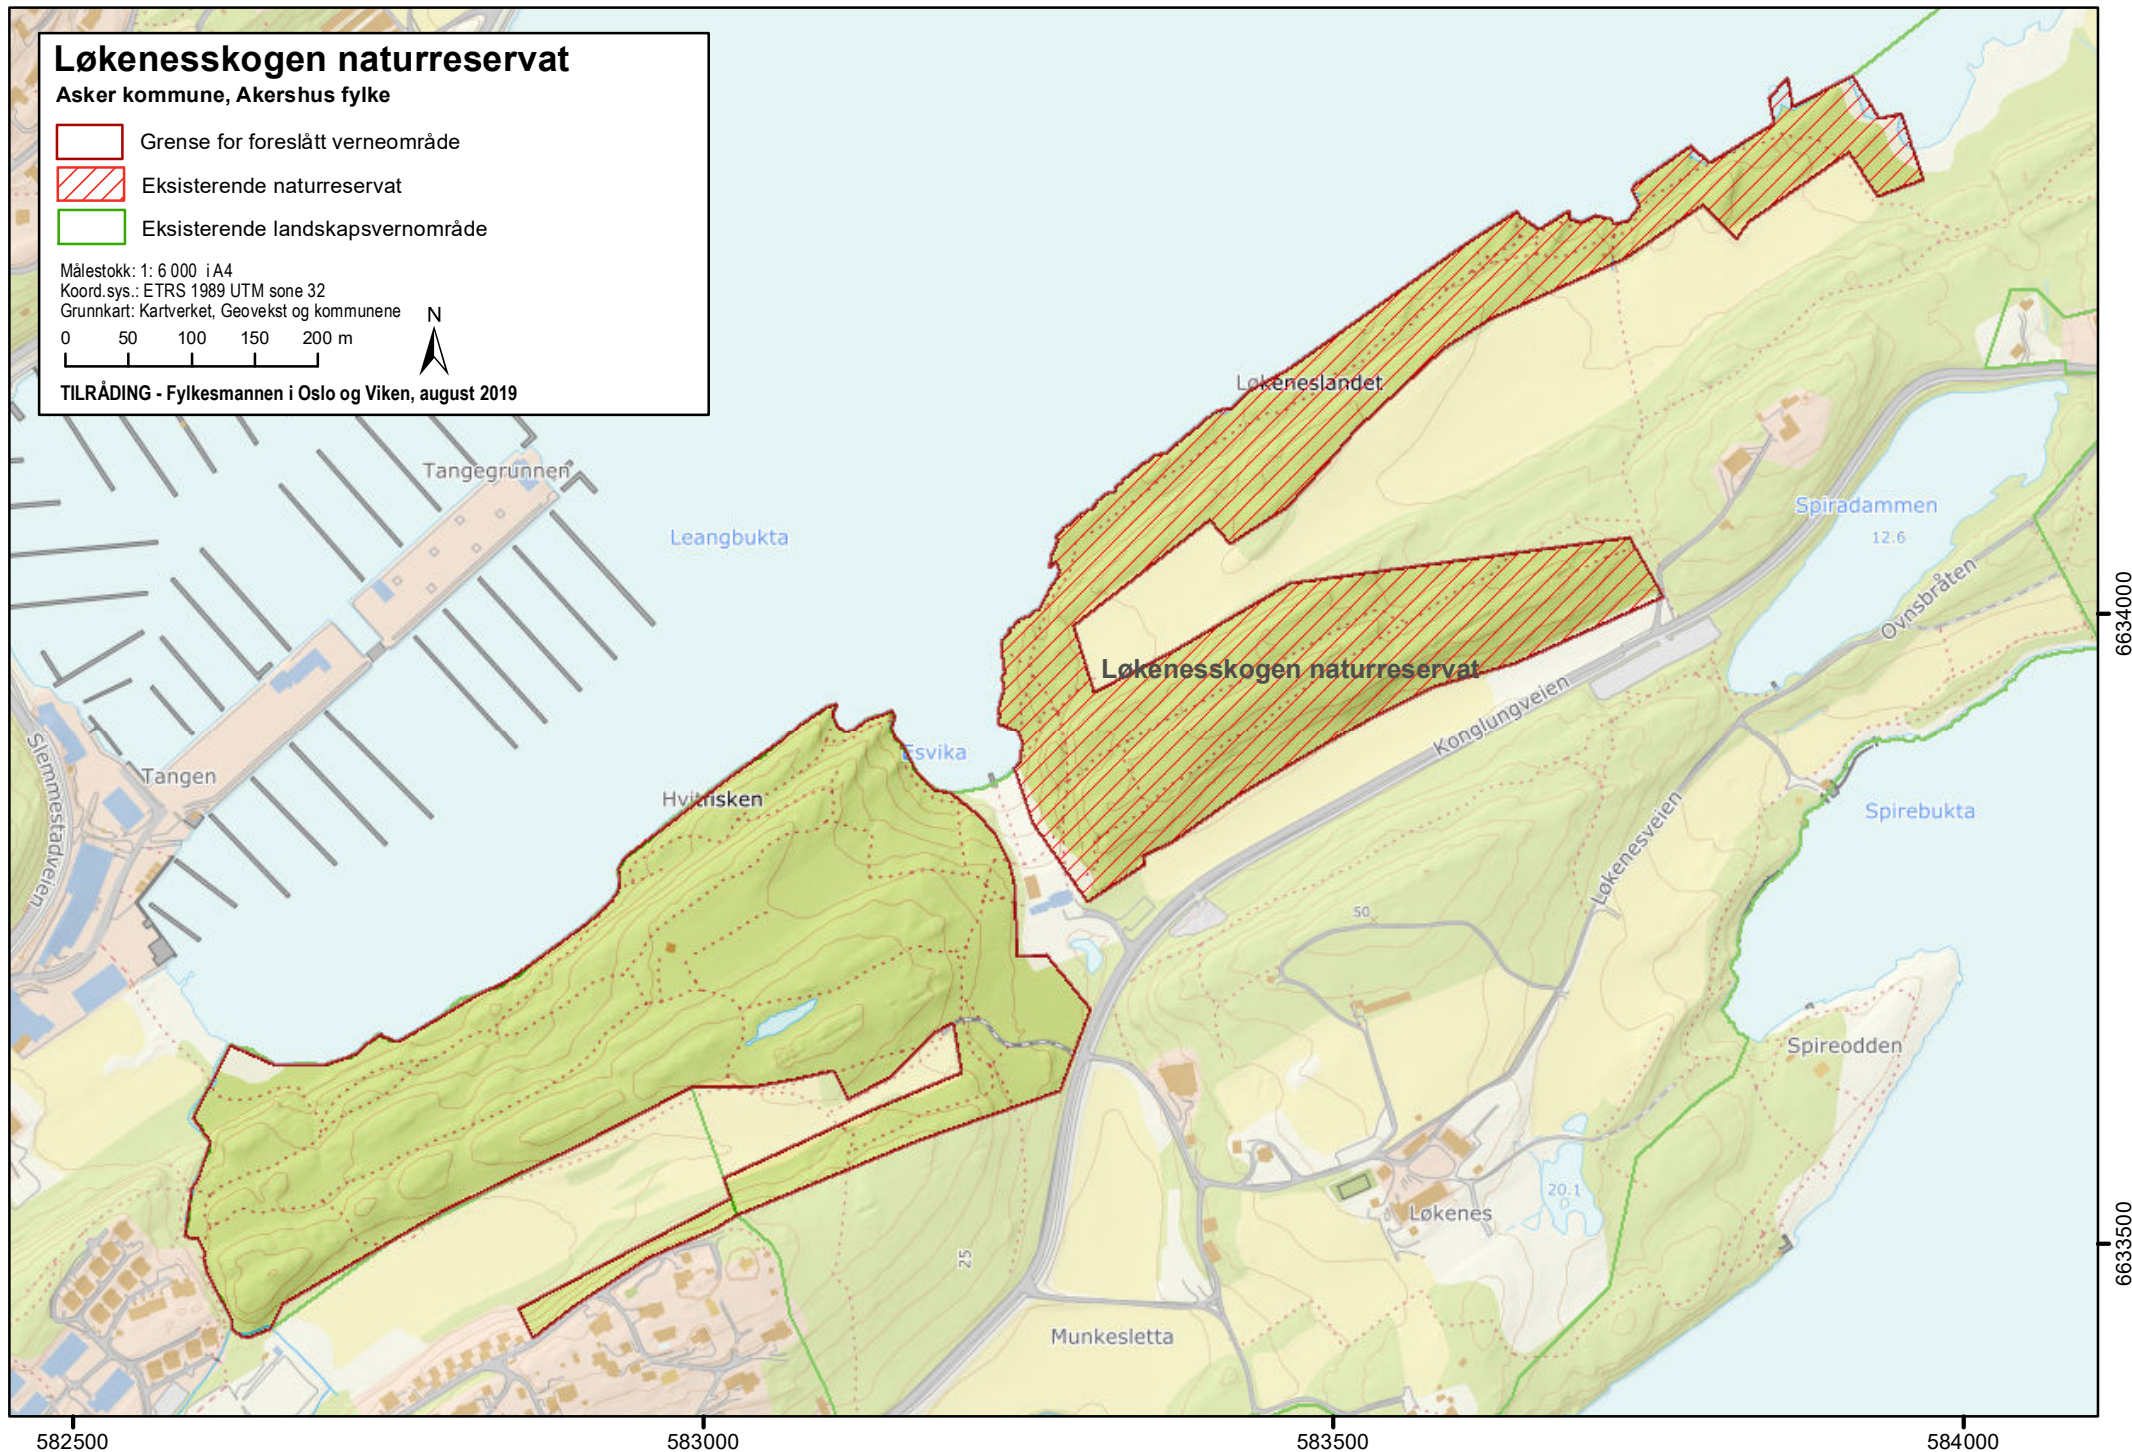 Løkenesskogen naturreservat
Asker kommune, Akershus fylke
Grense for foreslått verneområde
Eksisterende naturreservat
Eksisterende landskapsvernområde
Målestokk: 1: 6 000 i A4
Koord.sys.: ETRS 1989 UTM sone 32
Grunnkart: Kartverket, Geovekst og kommunene
N
0 50 100 150 200 m
TILRÅDING - Fylkesmannen i Oslo og Viken, august 2019
Løkeneslandet
Tangegrunnen
Leangbukta
Spiradammen
12.6
Ovnsbråten
6634000
Løkenesskogen naturreservat
Konglungveien
Esvika
Slemmestadveien
Tangen
Hvitrisken
Løkenesveien
Spirebukta
50
Spireodden
20.1
Løkenes
25
6633500
Munkesletta
582500
583000
583500
584000